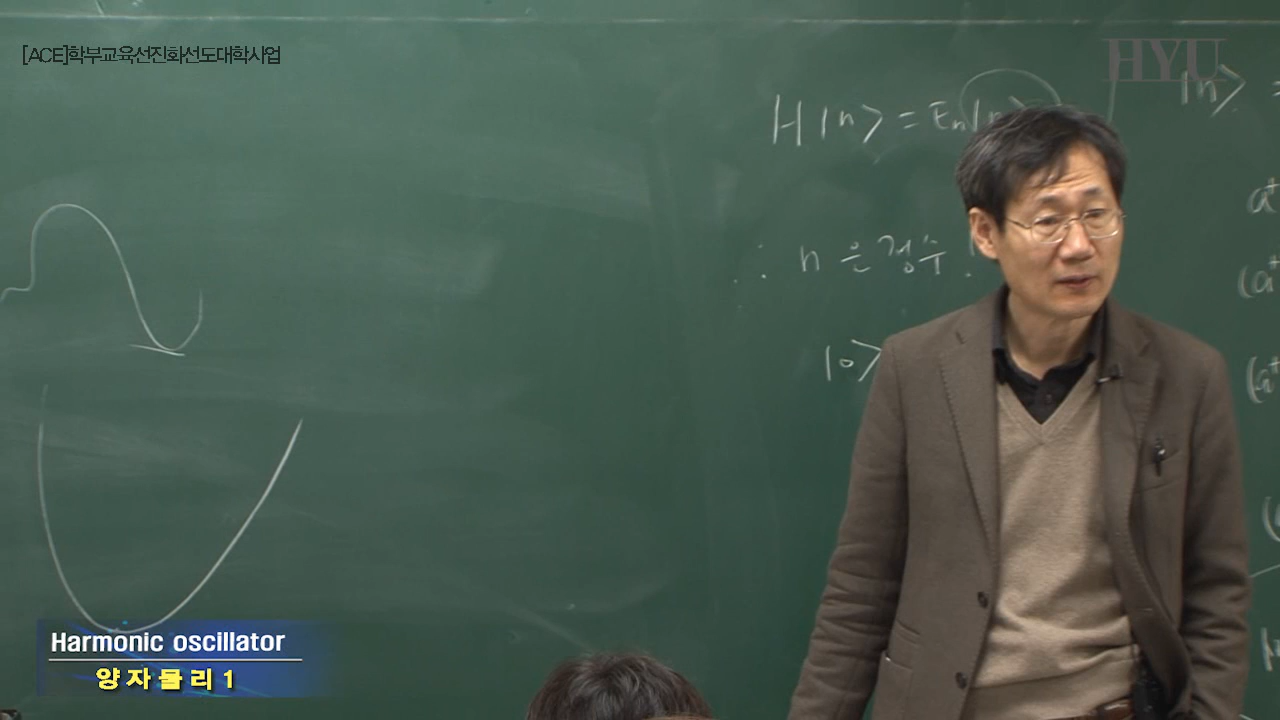 [ACE]학부교육선진화선도대학사업
HYU
H|n> = En|n>
|n> =
a+
∴ n 은 정수!
(a+
|0>
(a+
Harmonic oscillator
양자물리1